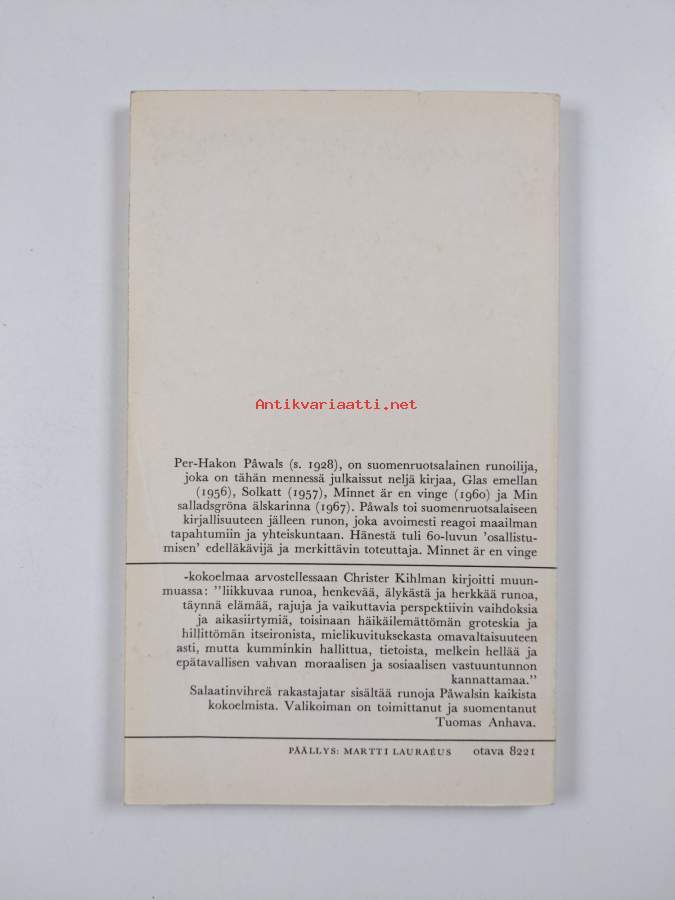 Antikvariaatti.net
Per-Hakon Påwals (s. 1928), on suomenruotsalainen runoilija,
joka on tähän mennessä julkaissut neljä kirjaa, Glas emellan
(1956), Solkatt (1957), Minnet är en vinge (1960) ja Min
salladsgröna älskarinna (1967). Påwals toi suomenruotsalaiseen
kirjallisuuteen jälleen runon, joka avoimesti reagoi maailman
tapahtumiin ja yhteiskuntaan. Hänestä tuli 60-luvun 'osallistu-
misen' edelläkävijä ja merkittävin toteuttaja. Minnet är en vinge
-kokoelmaa arvostellessaan Christer Kihlman kirjoitti muun-
muassa: "liikkuvaa runoa, henkevää, älykästä ja herkkää runoa,
täynnä elämää, rajuja ja vaikuttavia perspektiivin vaihdoksia
ja aikasiirtymiä, toisinaan häikäilemättömän groteskia ja
hillittömän itseironista, mielikuvituksekasta omavaltaisuuteen
asti, mutta kumminkin hallittua, tietoista, melkein hellää ja
epätavallisen vahvan moraalisen ja sosiaalisen vastuuntunnon
kannattamaa."
Salaatinvihreä rakastajatar sisältää runoja Påwalsin kaikista
kokoelmista. Valikoiman on toimittanut ja suomentanut
Tuomas Anhava.
PÄÄLLYS: MARTTI LAURAÉUS otava 8221